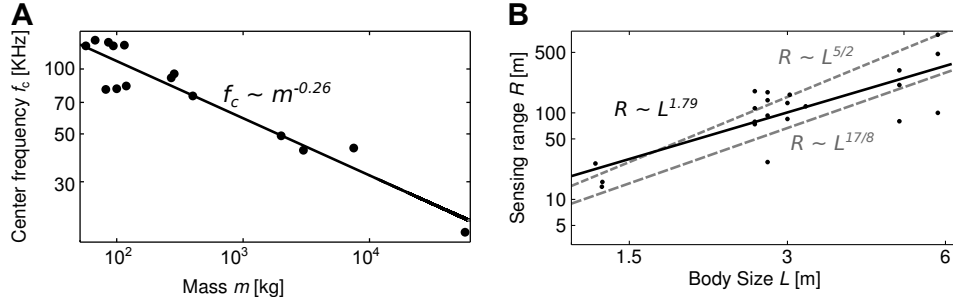 A
Center frequency f_c [KHz]
100
70
50
30
f_c ~ m^-0.26
10^2
10^3
10^4
Mass m [kg]
B
Sensing range R [m]
500
100
50
5
R ~ L^5/2
R ~ L^1.79
R ~ L^17/8
1.5
3
6
Body Size L [m]